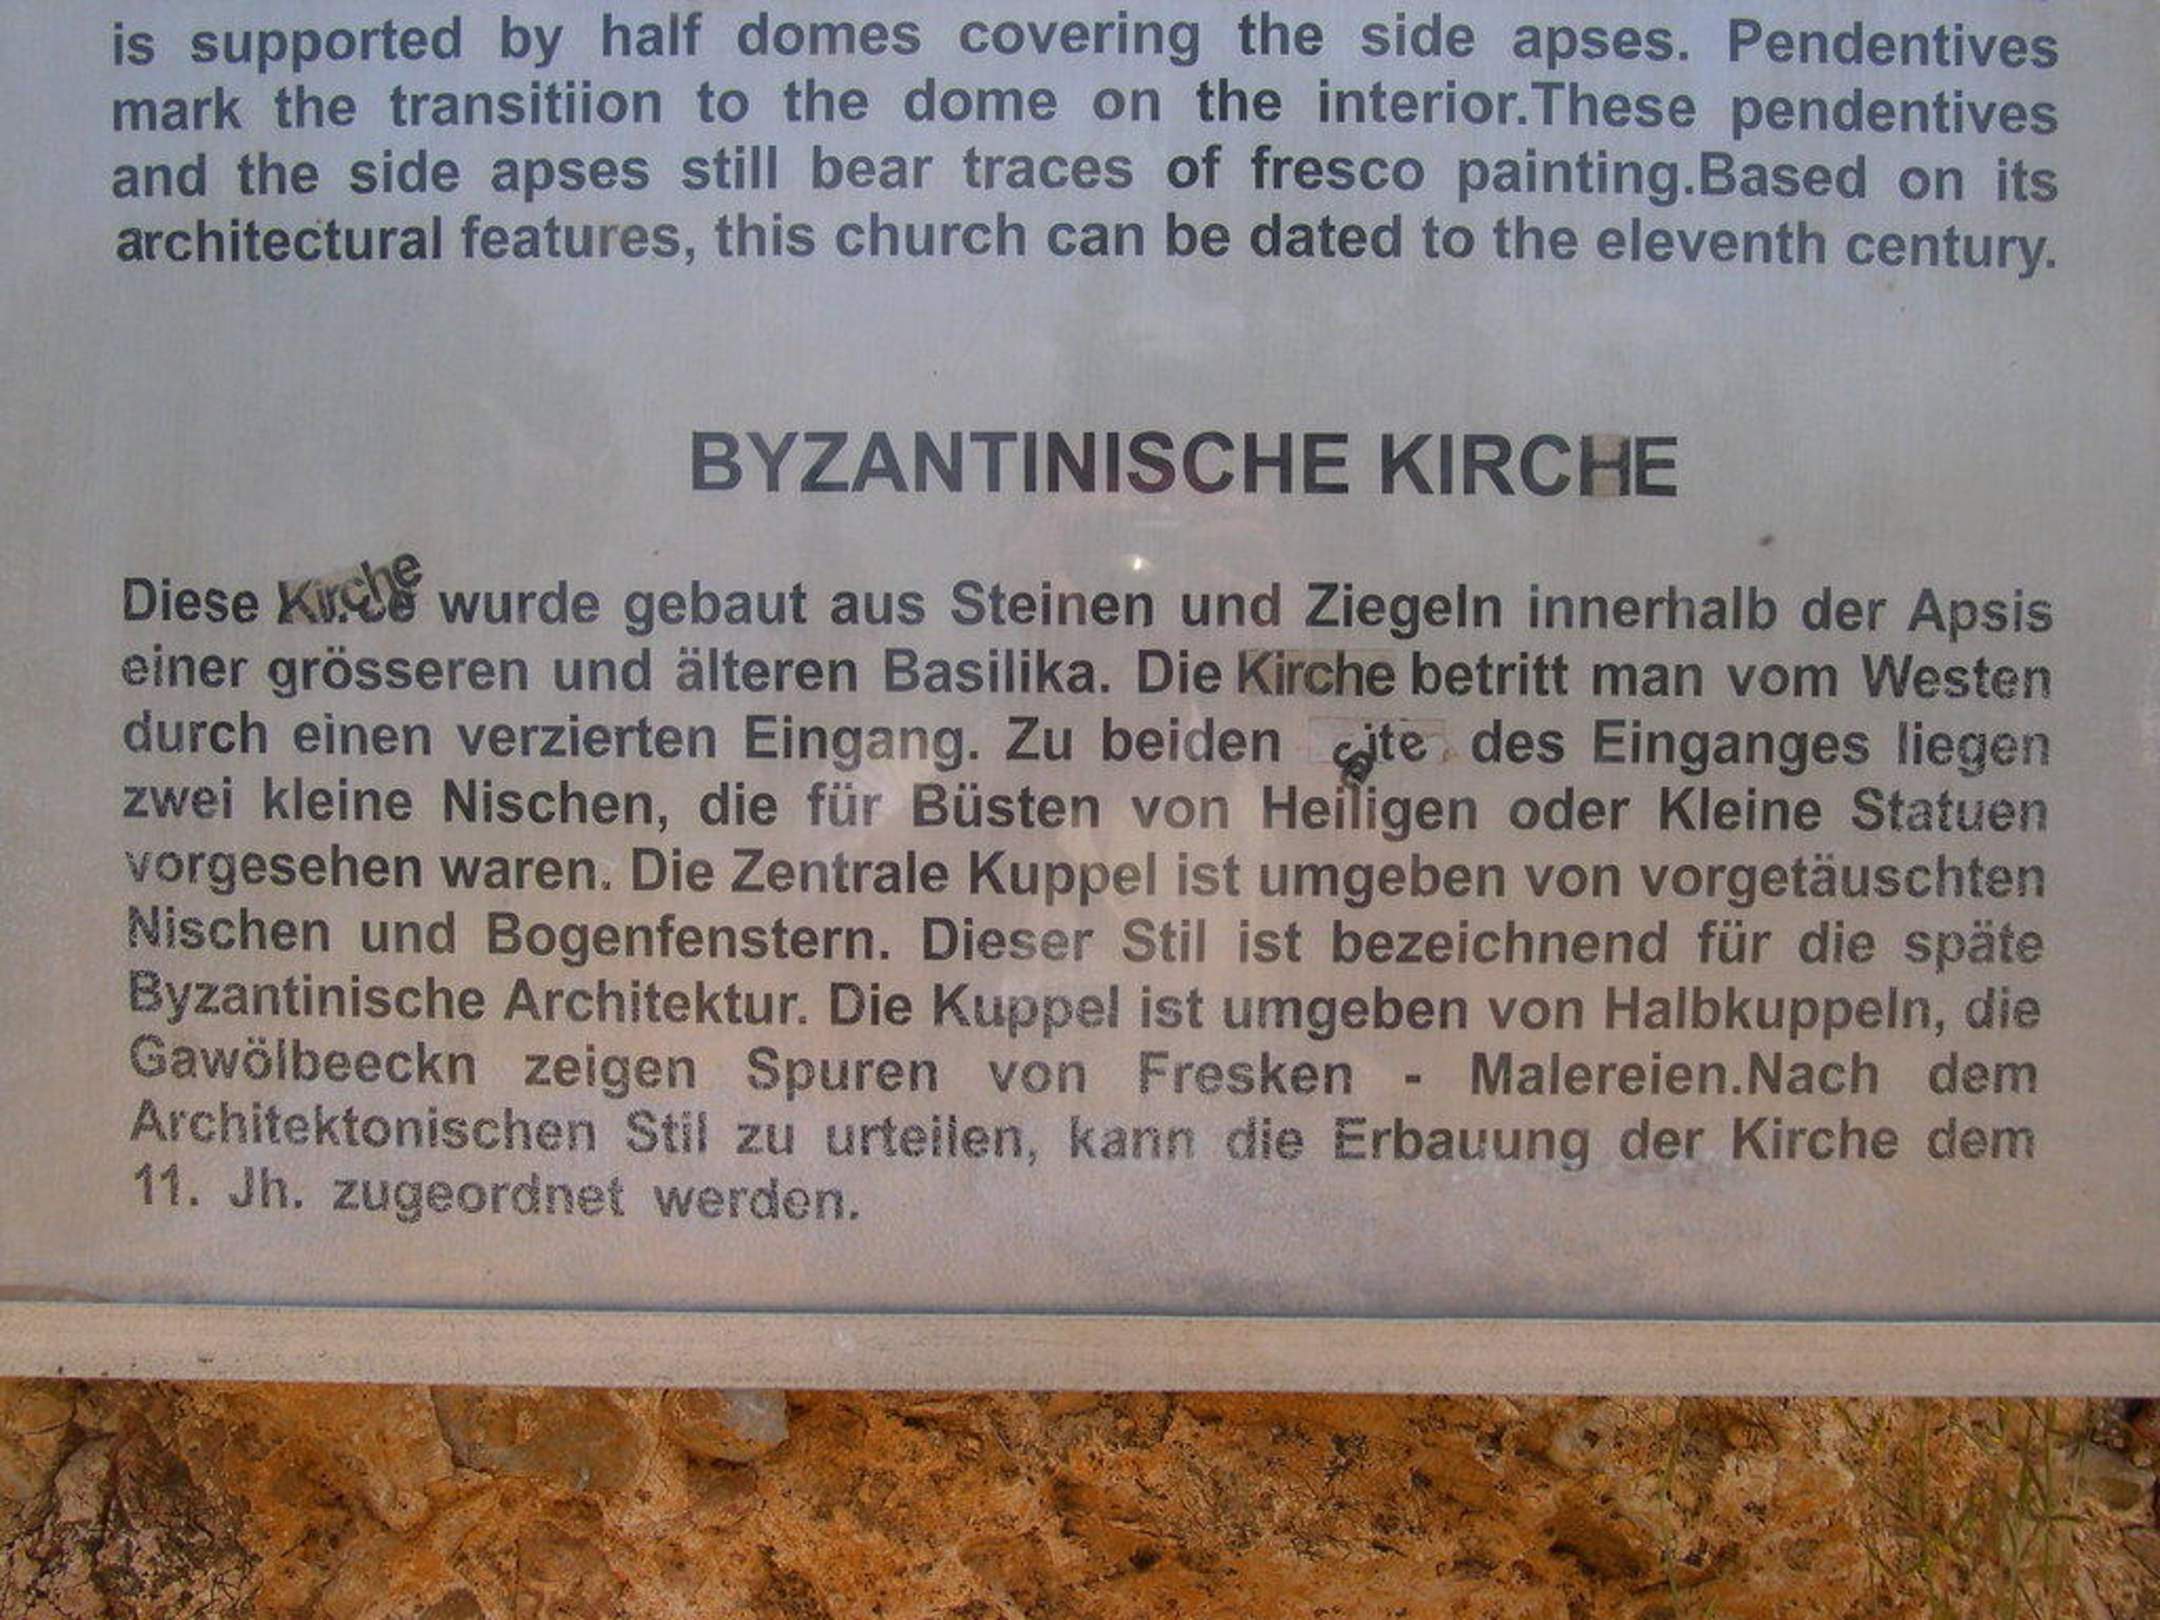 is supported by half domes covering the side apses. Pendentives
mark the transitiion to the dome on the interior.These pendentives
and the side apses still bear traces of fresco painting.Based on its
architectural features, this church can be dated to the eleventh century.
BYZANTINISCHE KIRCHE
Diese Kirche wurde gebaut aus Steinen und Ziegeln innerhalb der Apsis
einer grösseren und älteren Basilika. Die Kirche betritt man vom Westen
durch einen verzierten Eingang. Zu beiden des Einganges liegen
zwei kleine Nischen, die für Büsten von Heiligen oder Kleine Statuen
vorgesehen waren. Die Zentrale Kuppel ist umgeben von vorgetäuschten
Nischen und Bogenfenstern. Dieser Stil ist bezeichnend für die späte
Byzantinische Architektur. Die Kuppel ist umgeben von Halbkuppeln, die
Gawölbeeckn zeigen Spuren von Fresken - Malereien.Nach dem
Architektonischen Stil zu urteilen, kann die Erbauung der Kirche dem
11. Jh. zugeordnet werden.